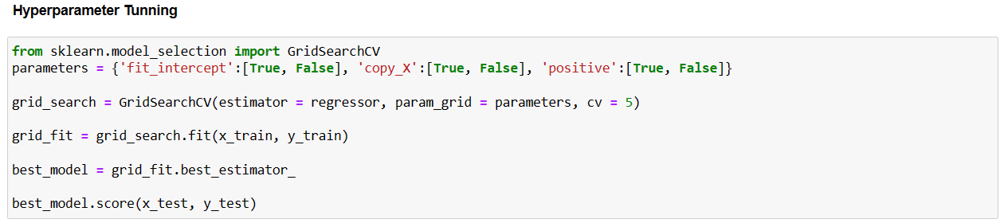 Hyperparameter Tunning
from sklearn.model_selection import GridSearchCV
parameters = {'fit_intercept':[True, False], 'copy_X':[True, False], 'positive':[True, False]}
grid_search = GridSearchCV(estimator = regressor, param_grid = parameters, cv = 5)
grid_fit = grid_search.fit(x_train, y_train)
best_model = grid_fit.best_estimator_
best_model.score(x_test, y_test)